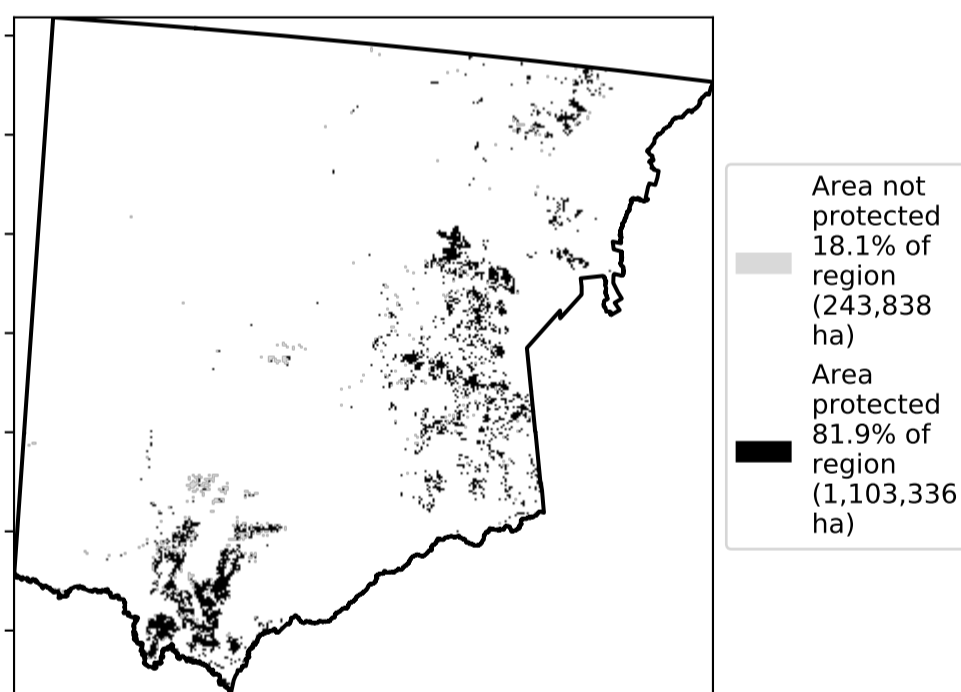 Area not
protected
18.1% of
region
(243,838
ha)
Area
protected
81.9% of
region
(1,103,336
ha)